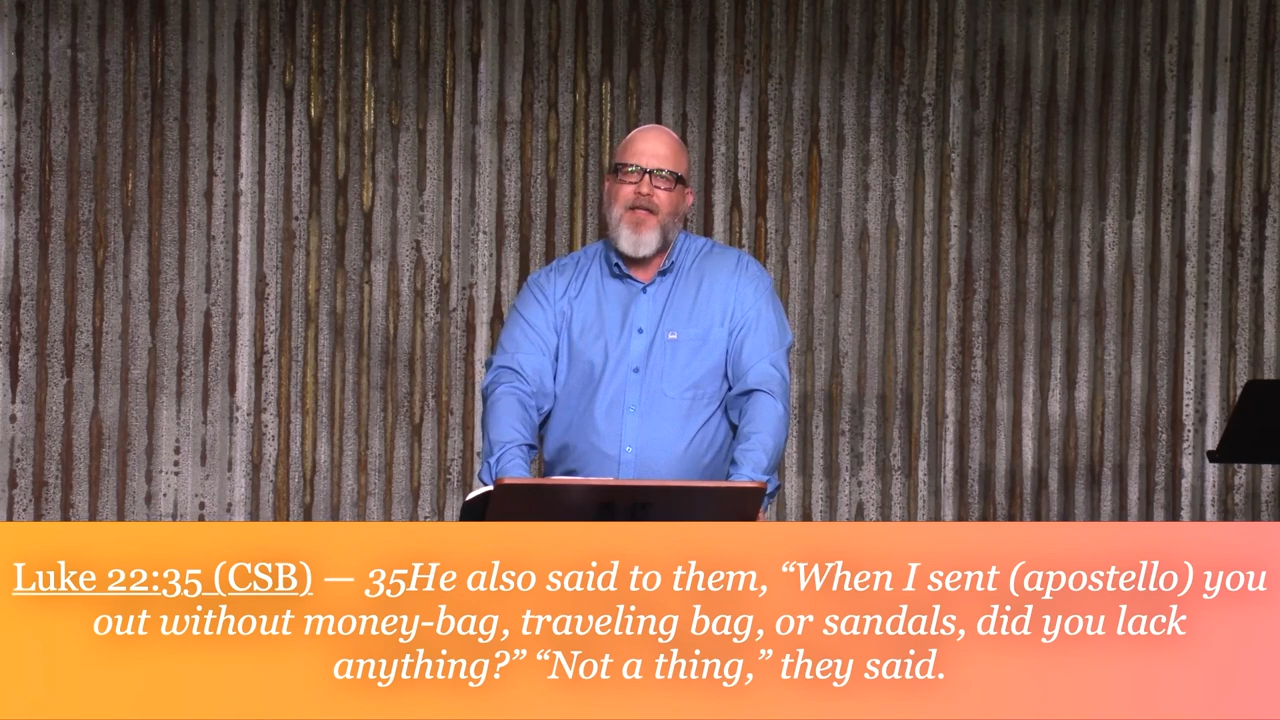 Luke 22:35 (CSB) — 35He also said to them, “When I sent (apostello) you
out without money-bag, traveling bag, or sandals, did you lack
anything?” “Not a thing,” they said.